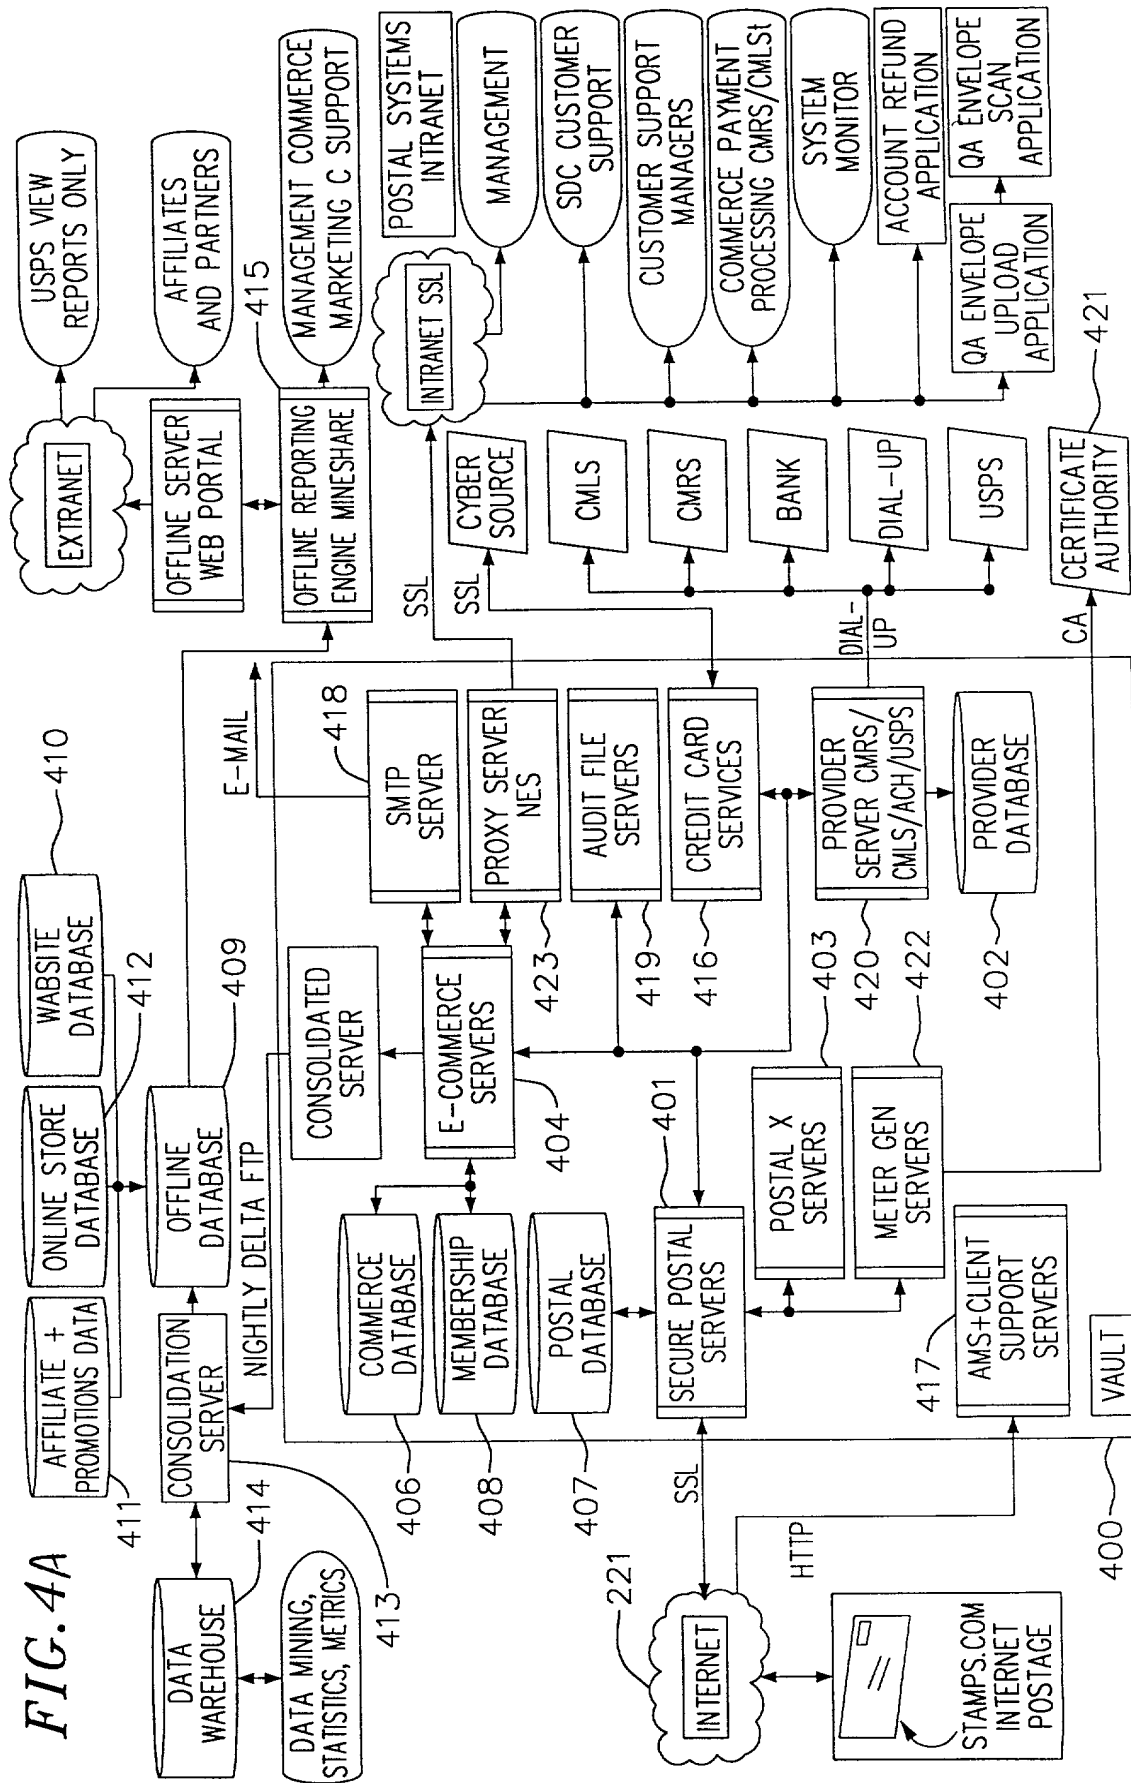 FIG. 4A
DATA
WAREHOUSE
DATA MINING,
STATISTICS, METRICS
414
413
AFFILIATE +
PROMOTIONS DATA
411
ONLINE STORE
DATABASE
412
WABSITE
DATABASE
410
CONSOLIDATION
SERVER
OFFLINE
DATABASE
409
NIGHTLY DELTA FTP
E-MAIL
EXTRANET
USPS VIEW
REPORTS ONLY
AFFILIATES
AND PARTNERS
OFFLINE SERVER
WEB PORTAL
415
OFFLINE REPORTING
ENGINE MINESHARE
MANAGEMENT COMMERCE
MARKETING C SUPPORT
CONSOLIDATED
SERVER
COMMERCE
DATABASE
406
MEMBERSHIP
DATABASE
408
POSTAL
DATABASE
407
E-COMMERCE
SERVERS
404
SMTP
SERVER
418
PROXY SERVER
NES
423
AUDIT FILE
SERVERS
419
CREDIT CARD
SERVICES
416
SSL
SSL
INTRANET SSL
POSTAL SYSTEMS
INTRANET
MANAGEMENT
SDC CUSTOMER
SUPPORT
CUSTOMER SUPPORT
MANAGERS
COMMERCE PAYMENT
PROCESSING CMRS/CMLSt
SYSTEM
MONITOR
ACCOUNT REFUND
APPLICATION
QA ENVELOPE
UPLOAD
APPLICATION
QA ENVELOPE
SCAN
APPLICATION
CYBER
SOURCE
CMLS
CMRS
BANK
DIAL-UP
USPS
DIAL-
UP
CERTIFICATE
AUTHORITY
421
CA
SECURE POSTAL
SERVERS
401
POSTAL X
SERVERS
403
METER GEN
SERVERS
422
PROVIDER
SERVER CMRS/
CMLS/ACH/USPS
420
PROVIDER
DATABASE
402
AMS+CLIENT
SUPPORT
SERVERS
417
VAULT
400
INTERNET
221
SSL
HTTP
STAMPS.COM
INTERNET
POSTAGE